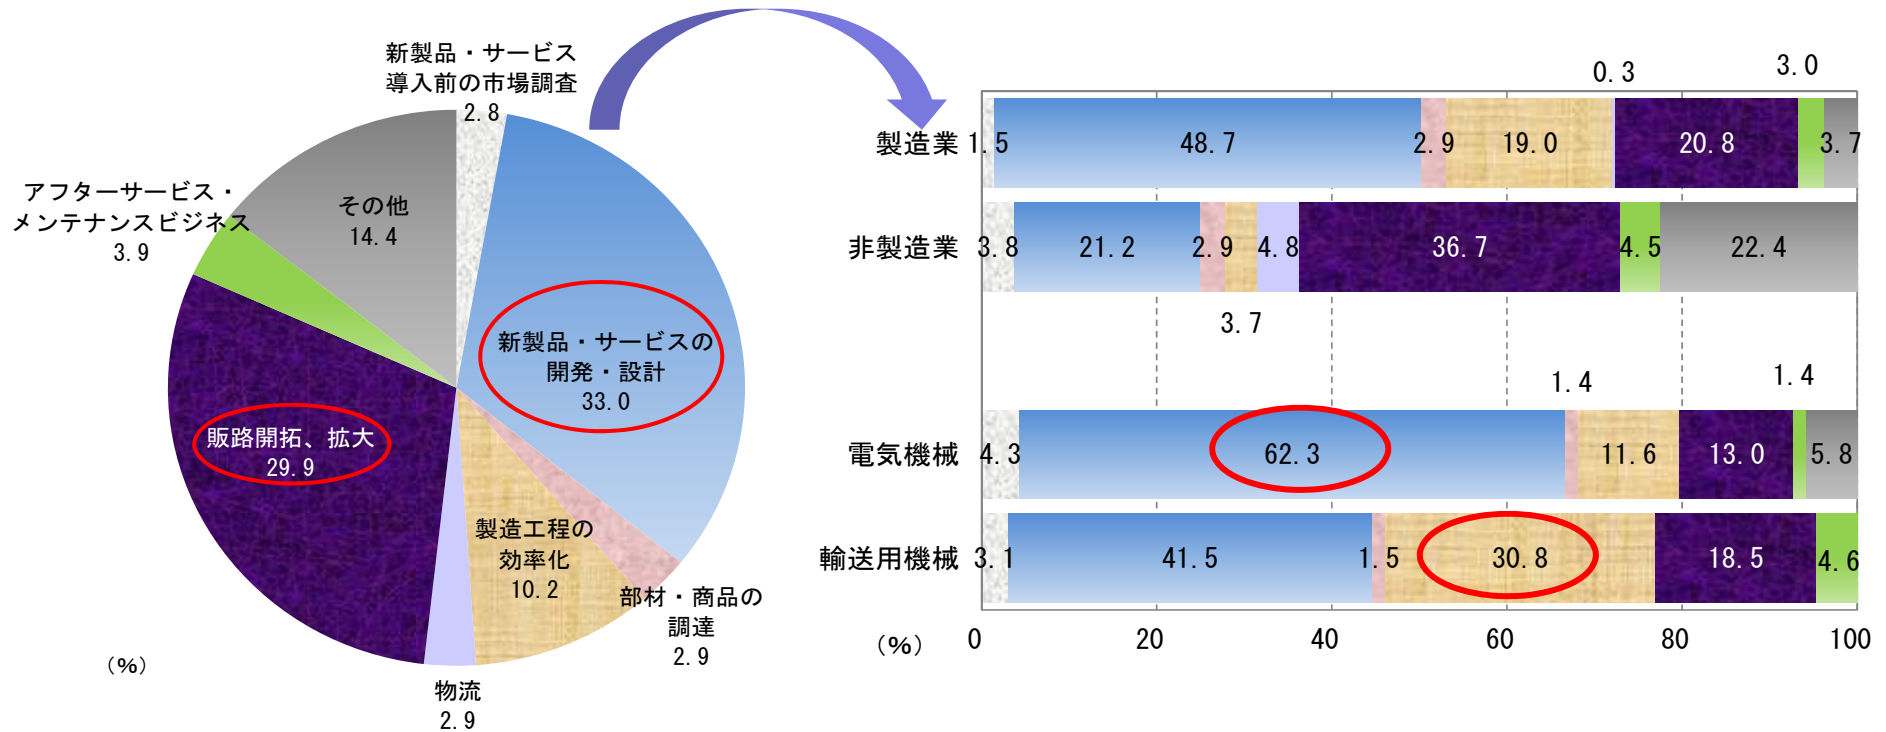 新製品・サービス
導入前の市場調査
2.8
新製品・サービスの
開発・設計
33.0
部材・商品の
調達
2.9
製造工程の
効率化
10.2
物流
2.9
販路開拓、拡大
29.9
アフターサービス・
メンテナンスビジネス
3.9
その他
14.4
（%）
0.3 3.0
製造業 1.5 48.7 2.9 19.0 20.8 3.7
非製造業 3.8 21.2 2.9 4.8 36.7 4.5 22.4
3.7
1.4 1.4
電気機械 4.3 62.3 11.6 13.0 5.8
輸送用機械 3.1 41.5 1.5 30.8 18.5 4.6
（%） 0 20 40 60 80 100